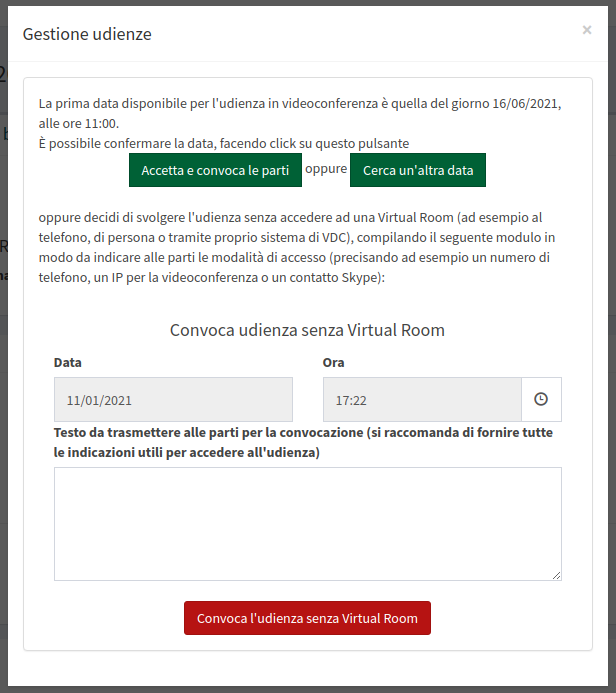 Gestione udienze
×
La prima data disponibile per l'udienza in videoconferenza è quella del giorno 16/06/2021,
alle ore 11:00.
È possibile confermare la data, facendo click su questo pulsante
Accetta e convoca le parti oppure Cerca un'altra data
oppure decidi di svolgere l'udienza senza accedere ad una Virtual Room (ad esempio al
telefono, di persona o tramite proprio sistema di VDC), compilando il seguente modulo in
modo da indicare alle parti le modalità di accesso (precisando ad esempio un numero di
telefono, un IP per la videoconferenza o un contatto Skype):
Convoca udienza senza Virtual Room
Data Ora
11/01/2021 17:22
Testo da trasmettere alle parti per la convocazione (si raccomanda di fornire tutte
le indicazioni utili per accedere all'udienza)
Convoca l'udienza senza Virtual Room